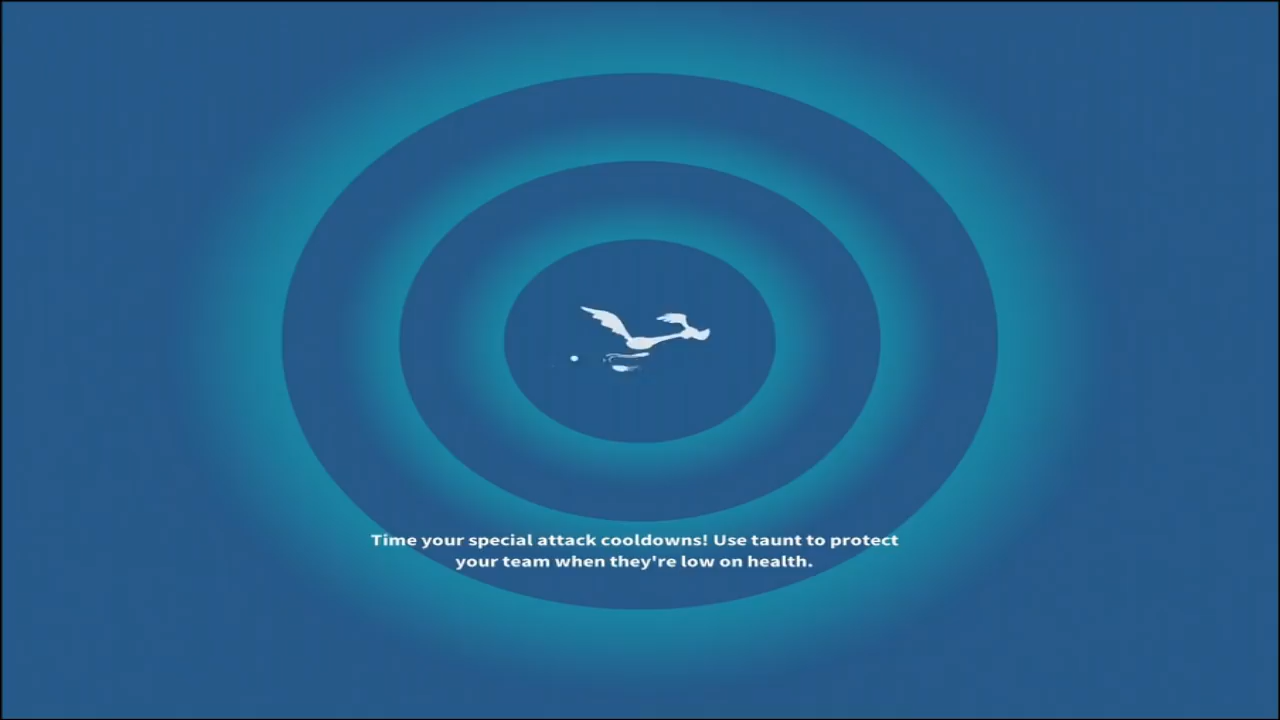 Time your special attack cooldowns! Use taunt to protect
your team when they're low on health.